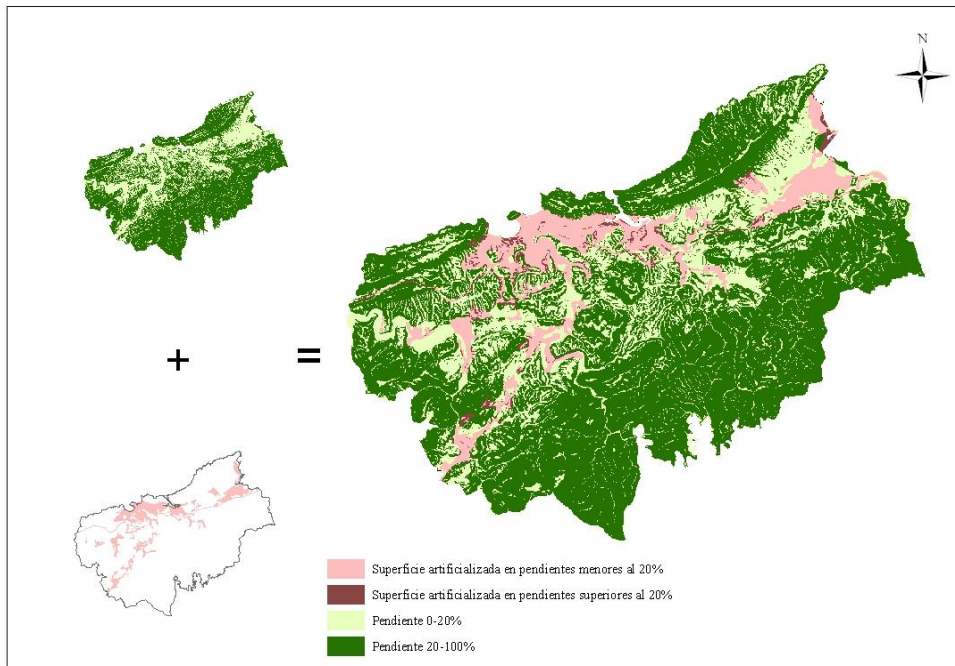 N
+
=
Superficie artificializada en pendientes menores al 20%
Superficie artificializada en pendientes superiores al 20%
Pendiente 0-20%
Pendiente 20-100%